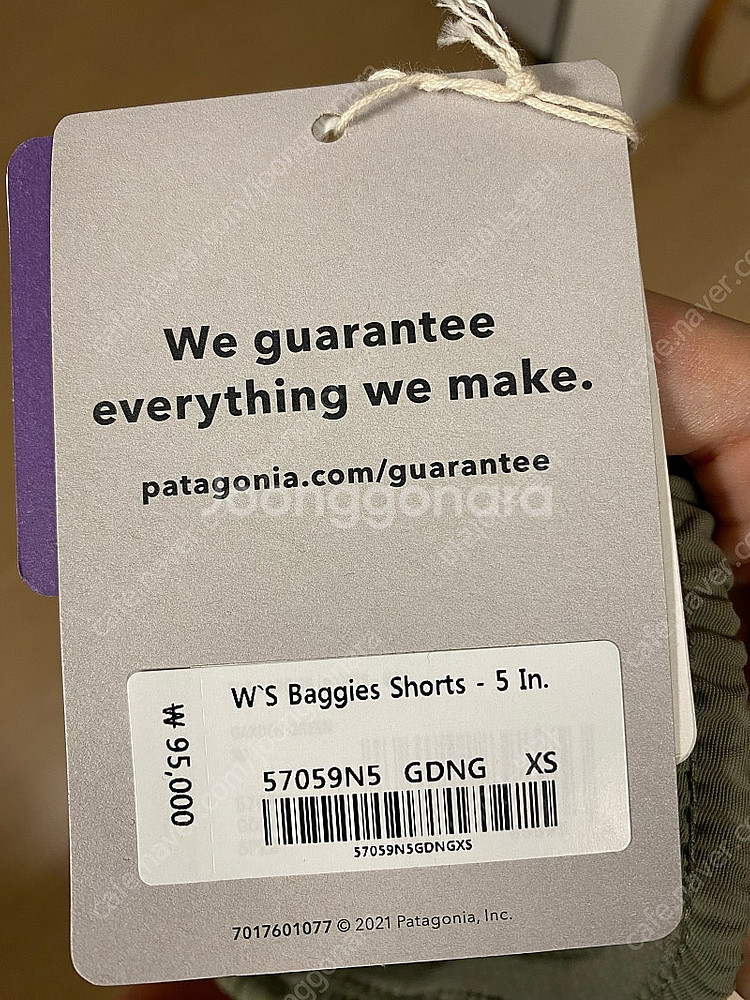 We guarantee
everything we make.
patagonia.com/guarantee
joonggonara
W`S Baggies Shorts - 5 In.
₩ 95,000
57059N5 GDNG XS
57059N5GDNGXS
7017601077 © 2021 Patagonia, Inc.